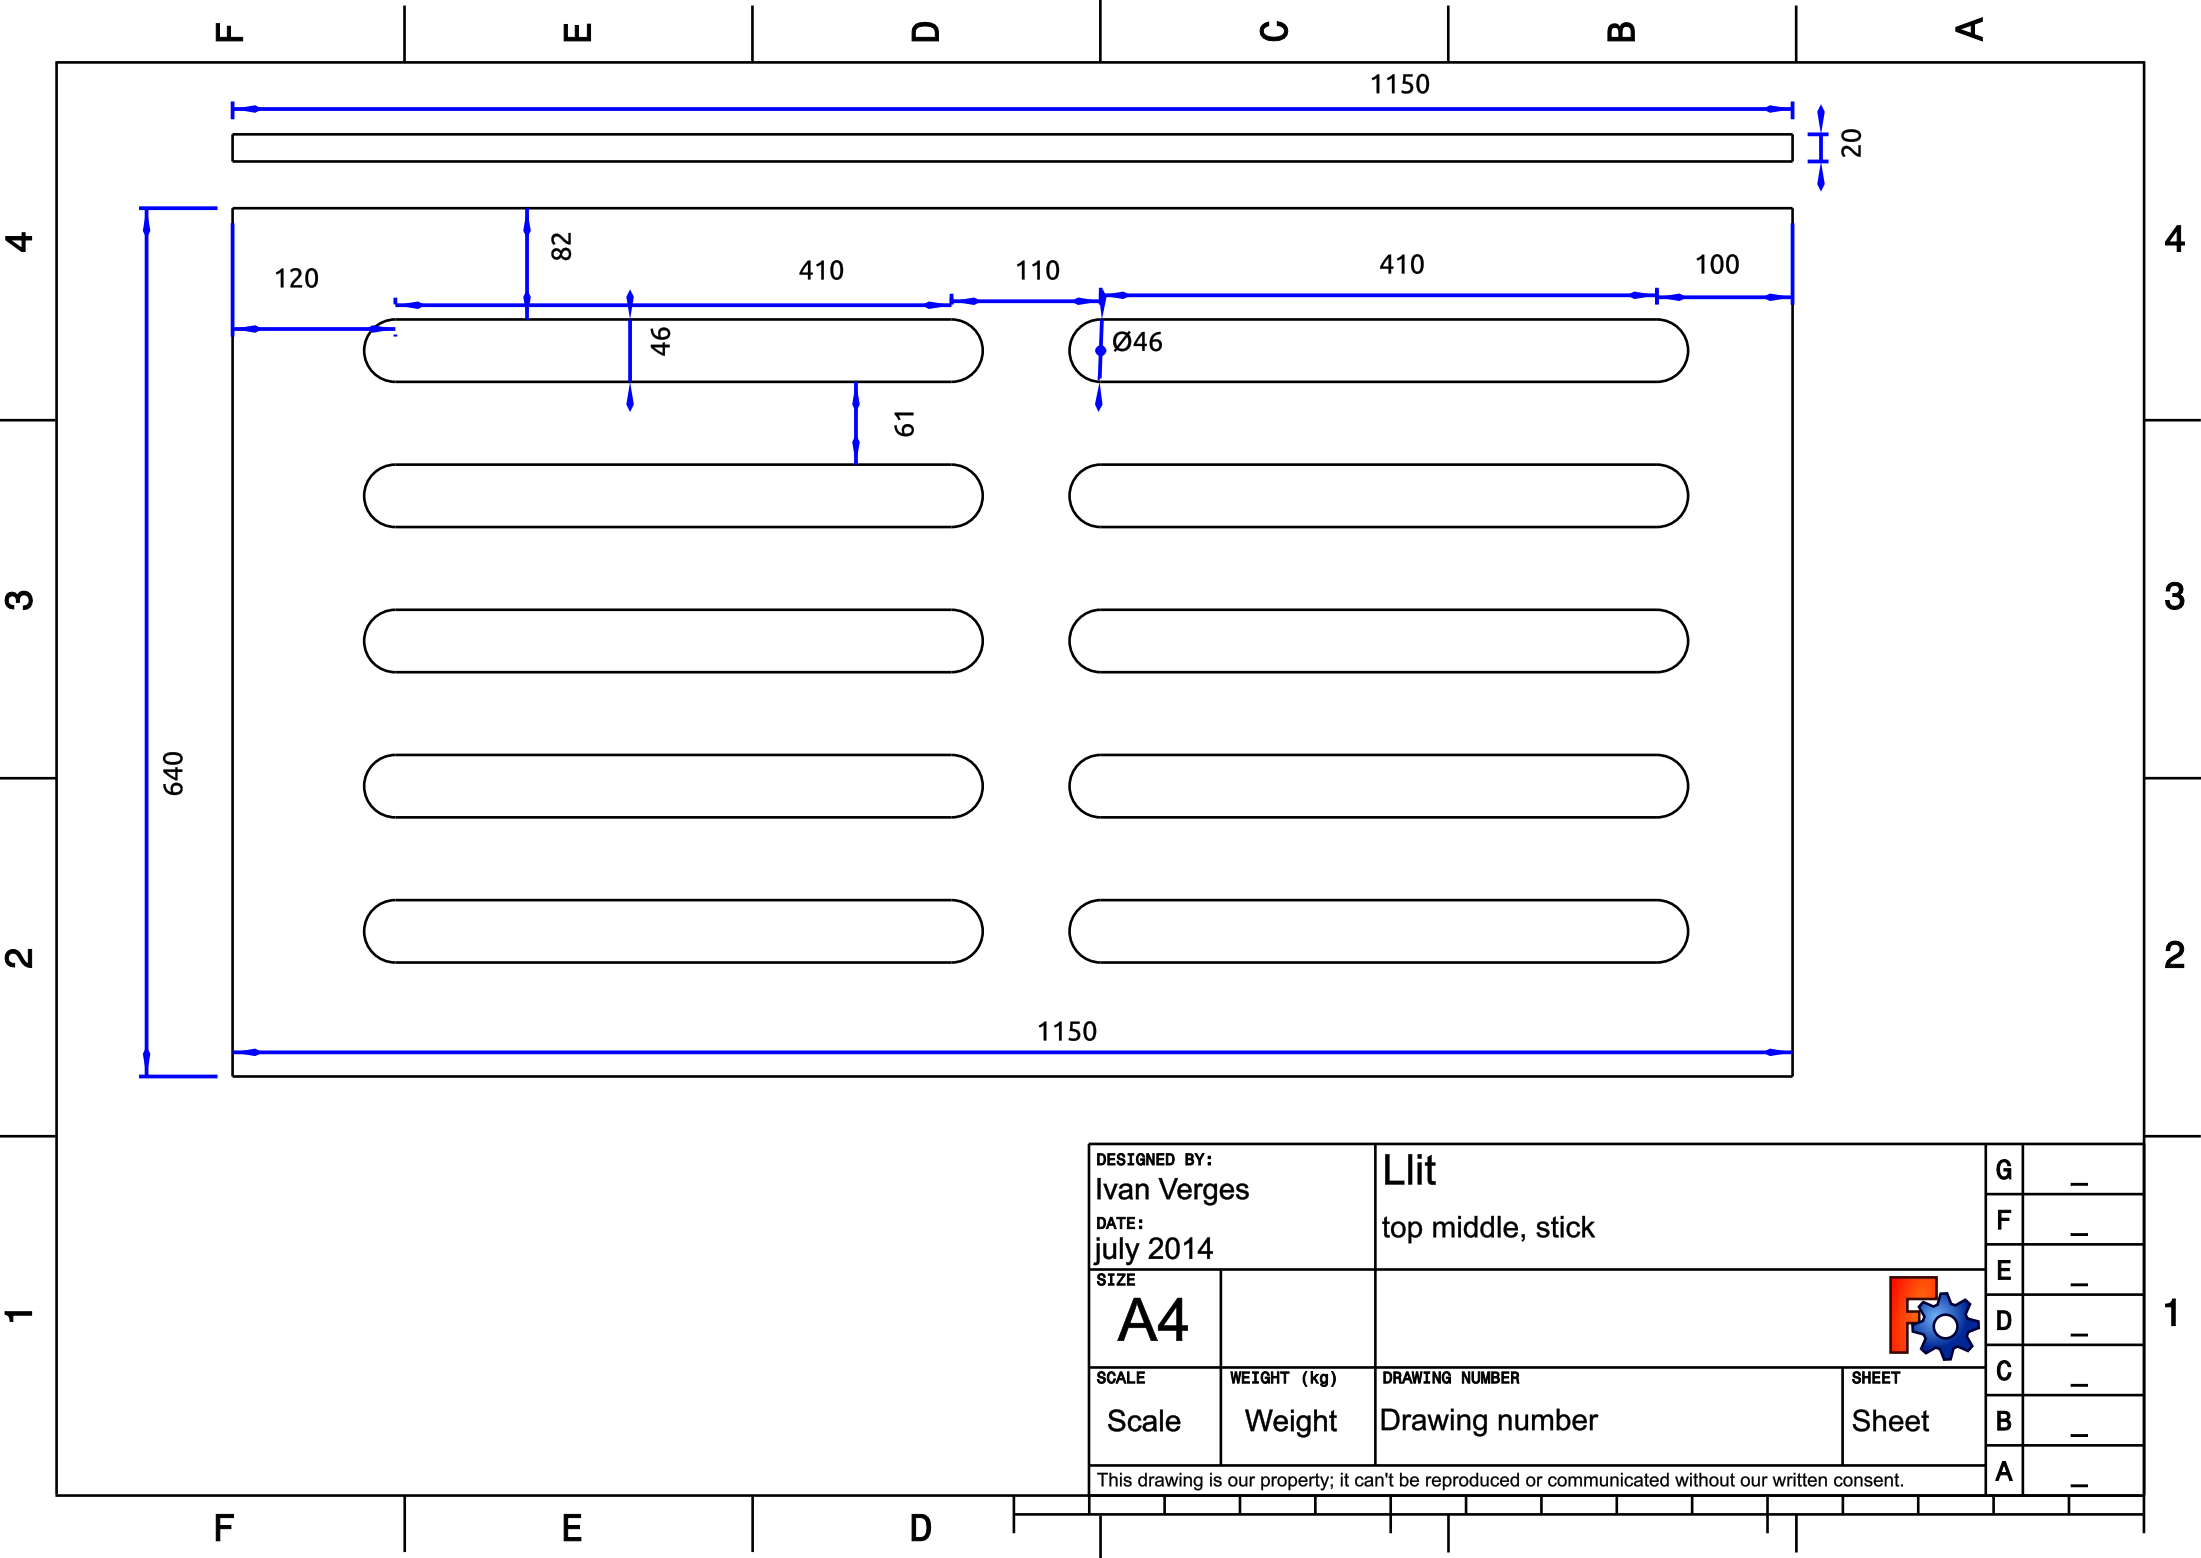 F E D C B A
1150
20
4 4
82
120 410 110 410 100
46 Ø46
61
3 3
640
2 2
1150
DESIGNED BY:
Ivan Verges
DATE:
july 2014
Llit
top middle, stick
SIZE
A4
SCALE
Scale
WEIGHT (kg)
Weight
DRAWING NUMBER
Drawing number
SHEET
Sheet
G _
F _
E _
D _
C _
B _
A _
This drawing is our property; it can't be reproduced or communicated without our written consent.
1 1
F E D